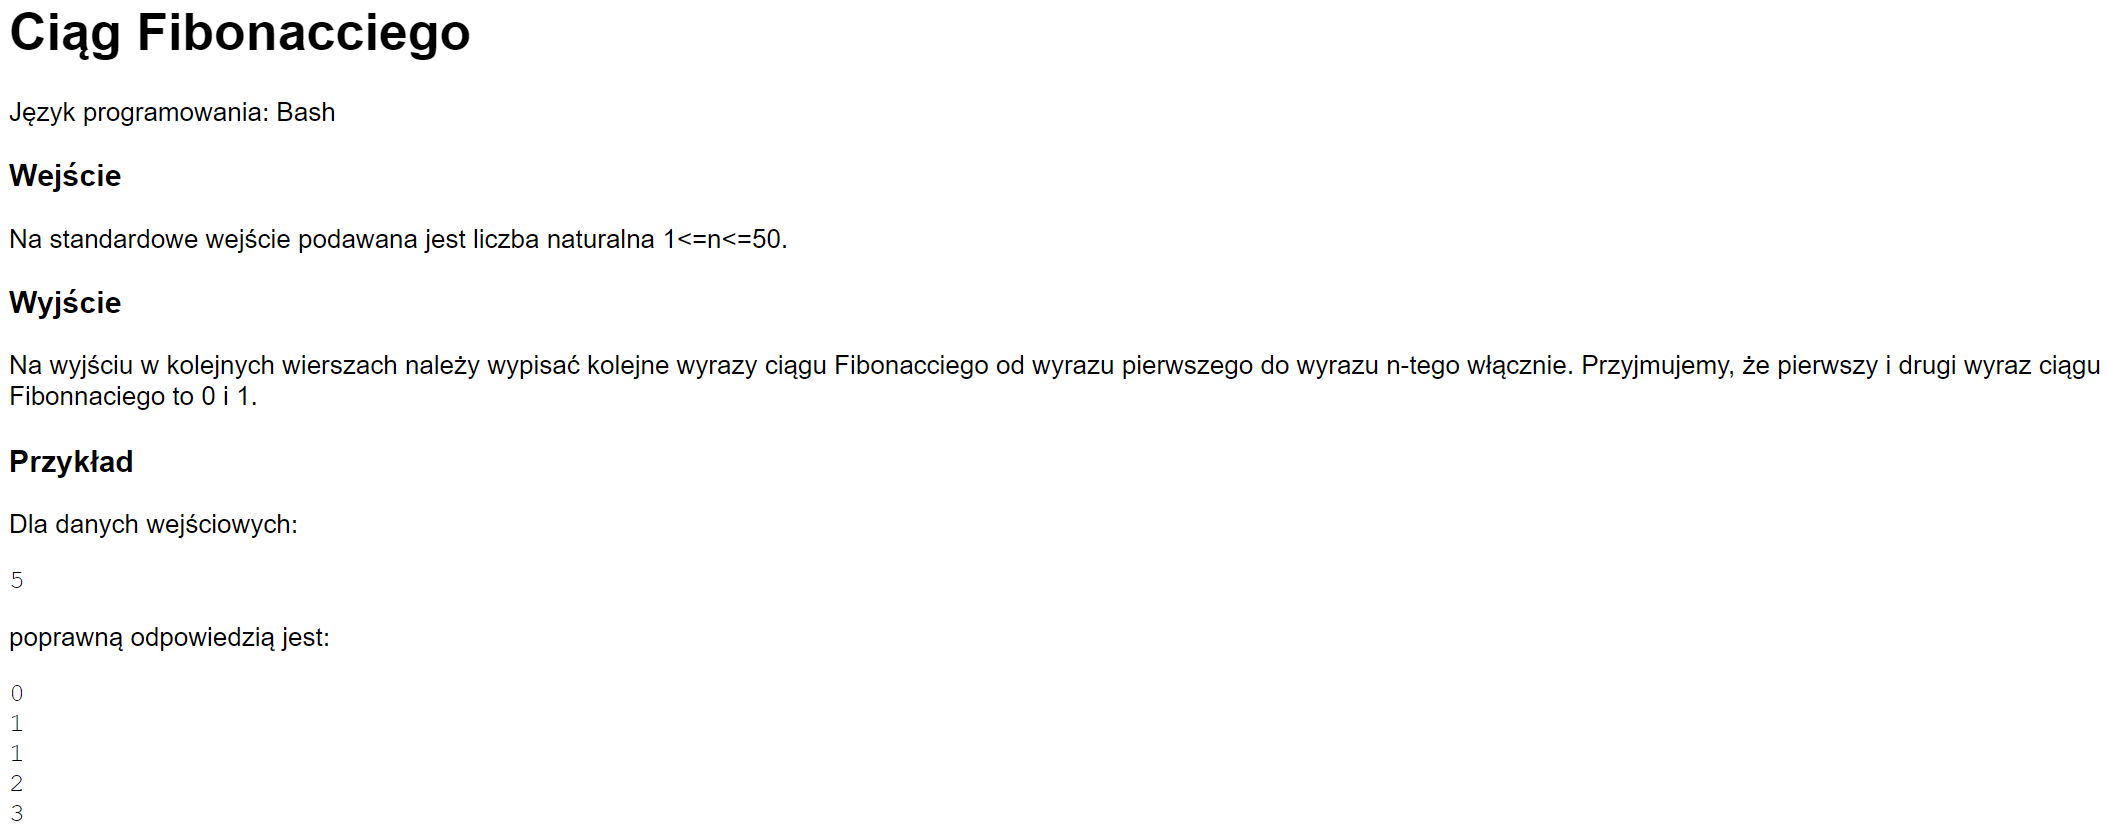 Ciąg Fibonacciego
Język programowania: Bash
Wejście
Na standardowe wejście podawana jest liczba naturalna 1<=n<=50.
Wyjście
Na wyjściu w kolejnych wierszach należy wypisać kolejne wyrazy ciągu Fibonacciego od wyrazu pierwszego do wyrazu n-tego włącznie. Przyjmujemy, że pierwszy i drugi wyraz ciągu
Fibonnaciego to 0 i 1.
Przykład
Dla danych wejściowych:
5
poprawną odpowiedzią jest:
0
1
1
2
3